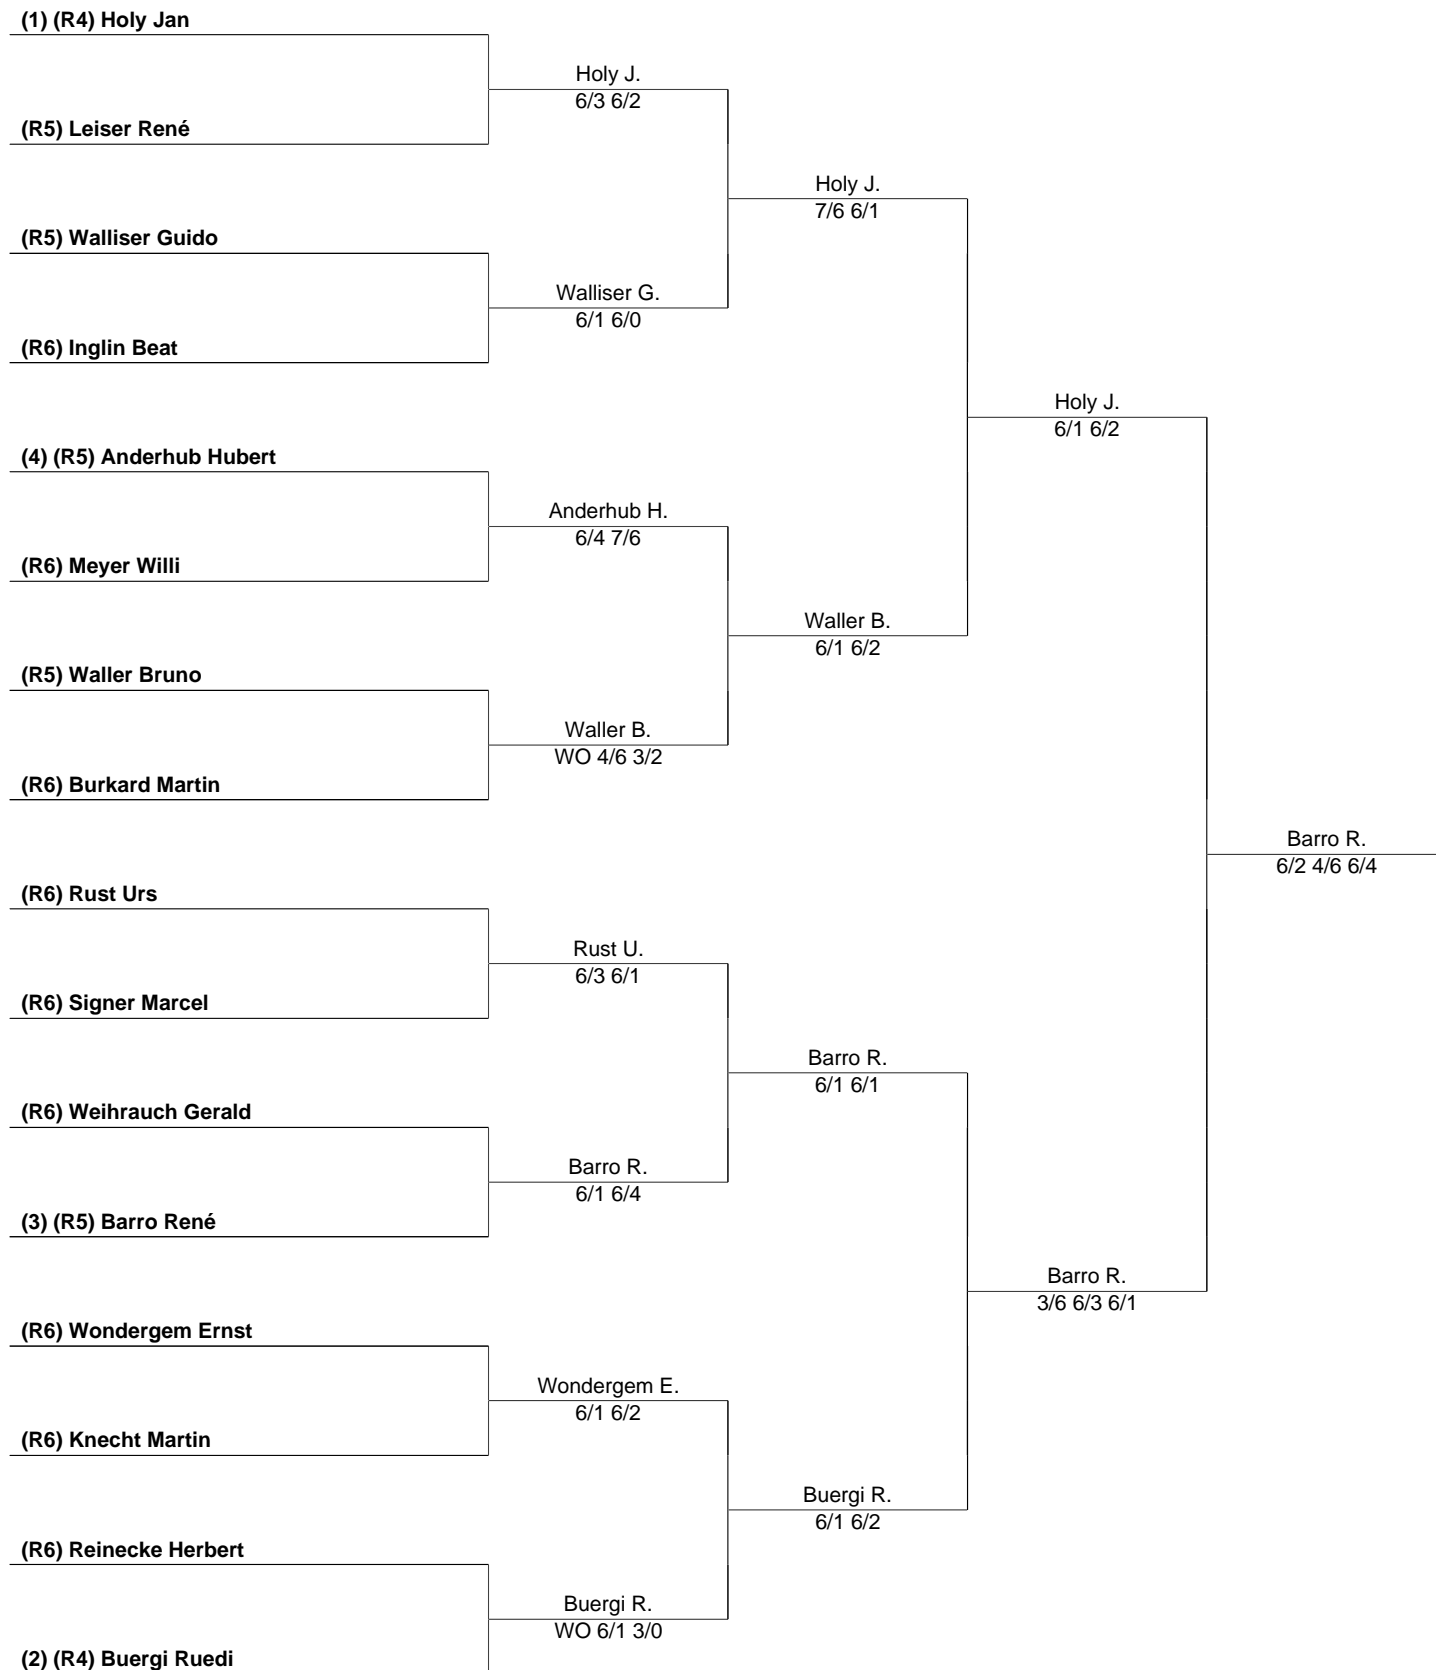 (1) (R4) Holy Jan
Holy J.
6/3 6/2
(R5) Leiser René
Holy J.
7/6 6/1
(R5) Walliser Guido
Walliser G.
6/1 6/0
(R6) Inglin Beat
Holy J.
6/1 6/2
(4) (R5) Anderhub Hubert
Anderhub H.
6/4 7/6
(R6) Meyer Willi
Waller B.
6/1 6/2
(R5) Waller Bruno
Waller B.
WO 4/6 3/2
(R6) Burkard Martin
Barro R.
6/2 4/6 6/4
(R6) Rust Urs
Rust U.
6/3 6/1
(R6) Signer Marcel
Barro R.
6/1 6/1
(R6) Weihrauch Gerald
Barro R.
6/1 6/4
(3) (R5) Barro René
Barro R.
3/6 6/3 6/1
(R6) Wondergem Ernst
Wondergem E.
6/1 6/2
(R6) Knecht Martin
Buergi R.
6/1 6/2
(R6) Reinecke Herbert
Buergi R.
WO 6/1 3/0
(2) (R4) Buergi Ruedi